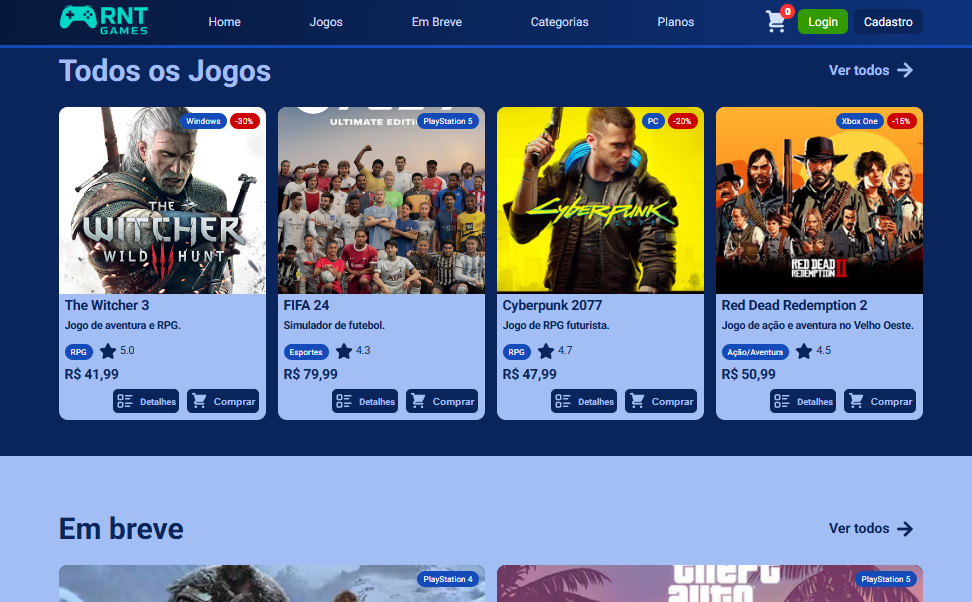 RNT
GAMES
Home
Jogos
Em Breve
Categorias
Planos
0
Login
Cadastro
Todos os Jogos
Ver todos
Windows
-30%
THE
WITCHER
WILD HUNT
The Witcher 3
Jogo de aventura e RPG.
RPG
5.0
R$ 41,99
Detalhes
Comprar
ULTIMATE EDITI
PlayStation 5
FIFA 24
Simulador de futebol.
Esportes
4.3
R$ 79,99
Detalhes
Comprar
PC
-20%
CYBERPUNK
Cyberpunk 2077
Jogo de RPG futurista.
RPG
4.7
R$ 47,99
Detalhes
Comprar
Xbox One
-15%
RED DEAD
REDEMPTION II
Red Dead Redemption 2
Jogo de ação e aventura no Velho Oeste.
Ação/Aventura
4.5
R$ 50,99
Detalhes
Comprar
Em breve
Ver todos
PlayStation 4
theft
auto
PlayStation 5